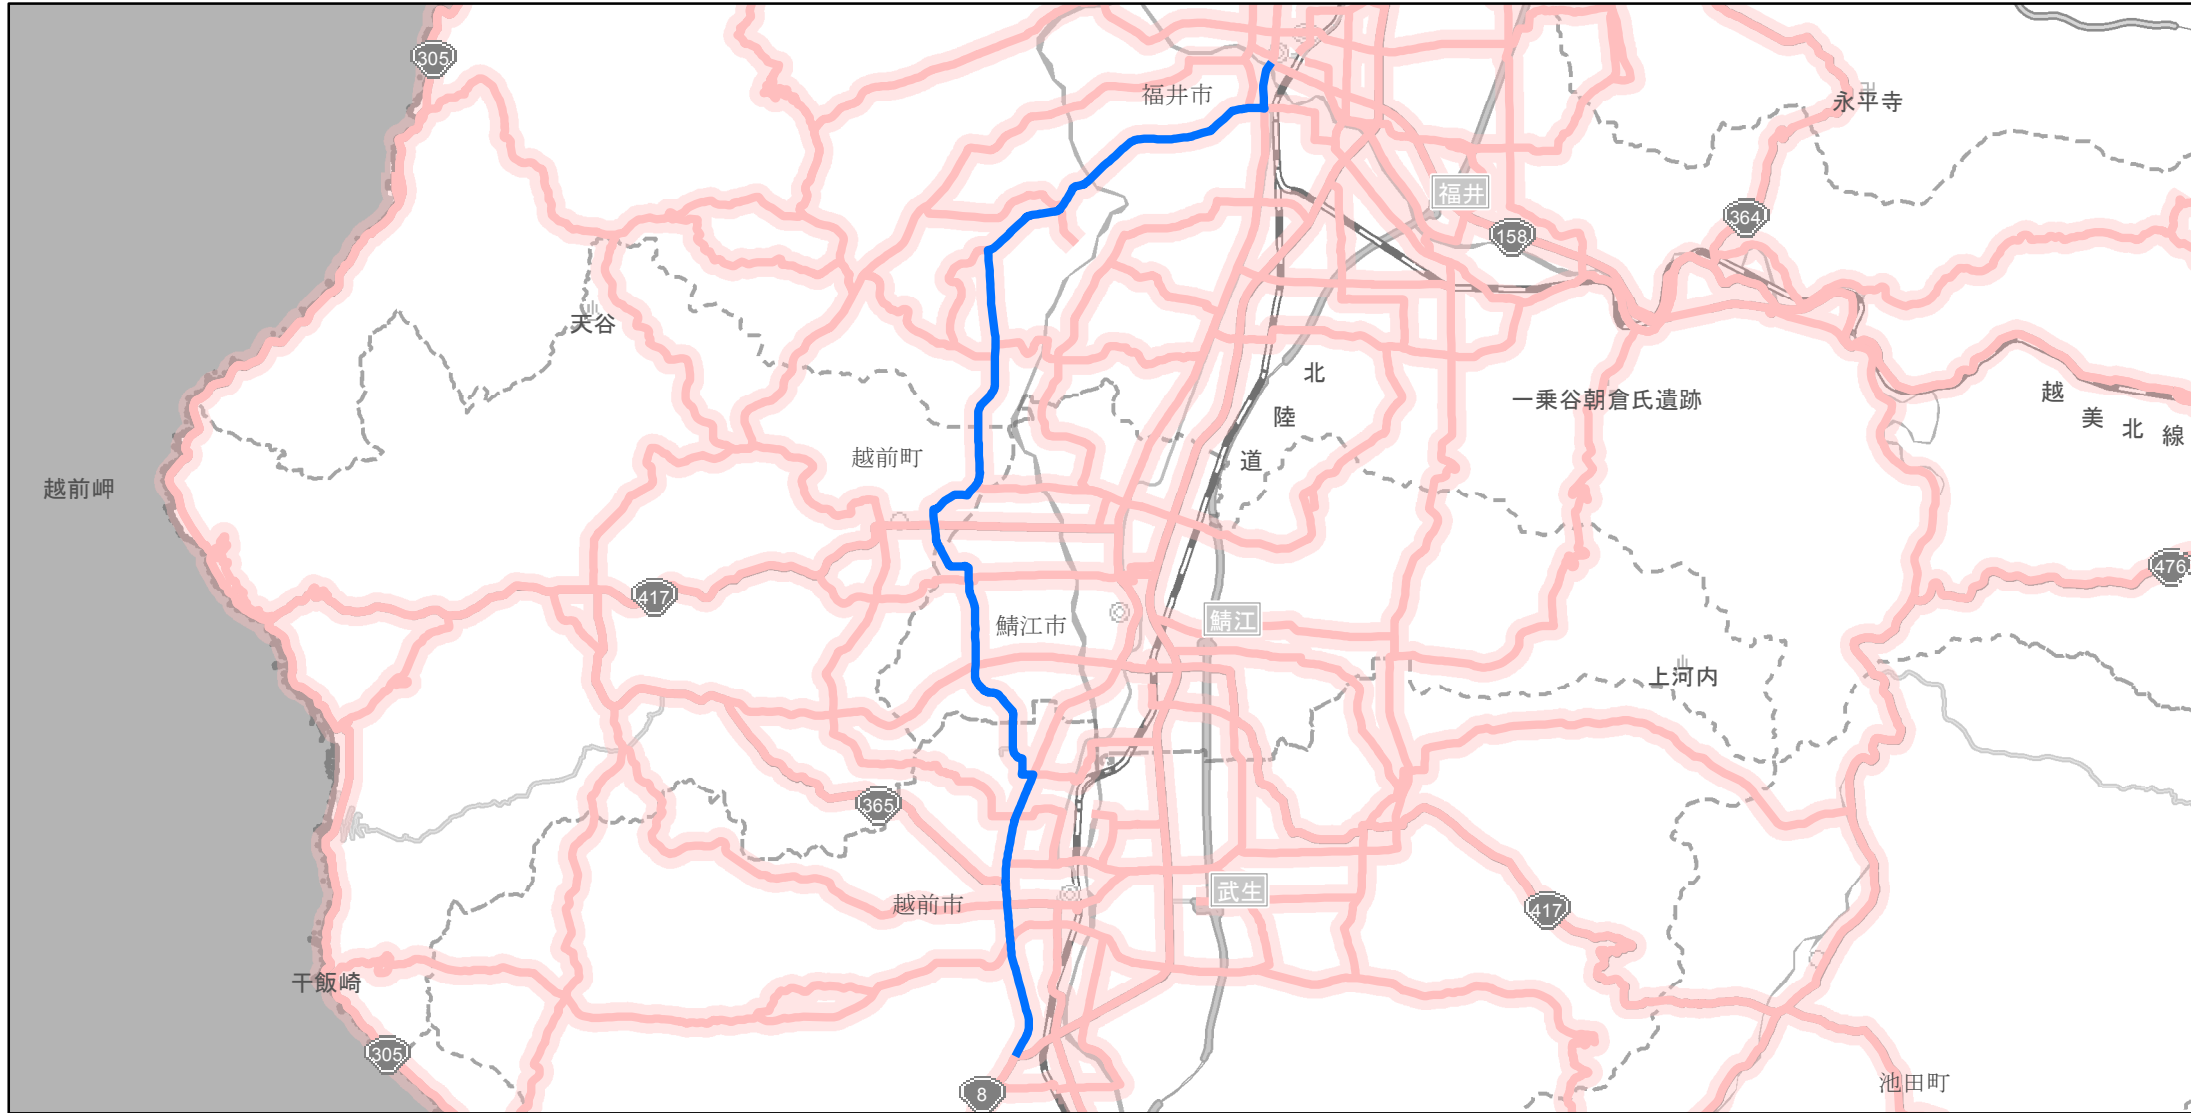 305
福井市
永平寺
福井
364
158
天谷
北
陸
道
一乗谷朝倉氏遺跡
越
美
北
線
越前町
越前岬
476
417
鯖江
鯖江市
上河内
365
武生
越前市
417
干飯崎
305
8
池田町